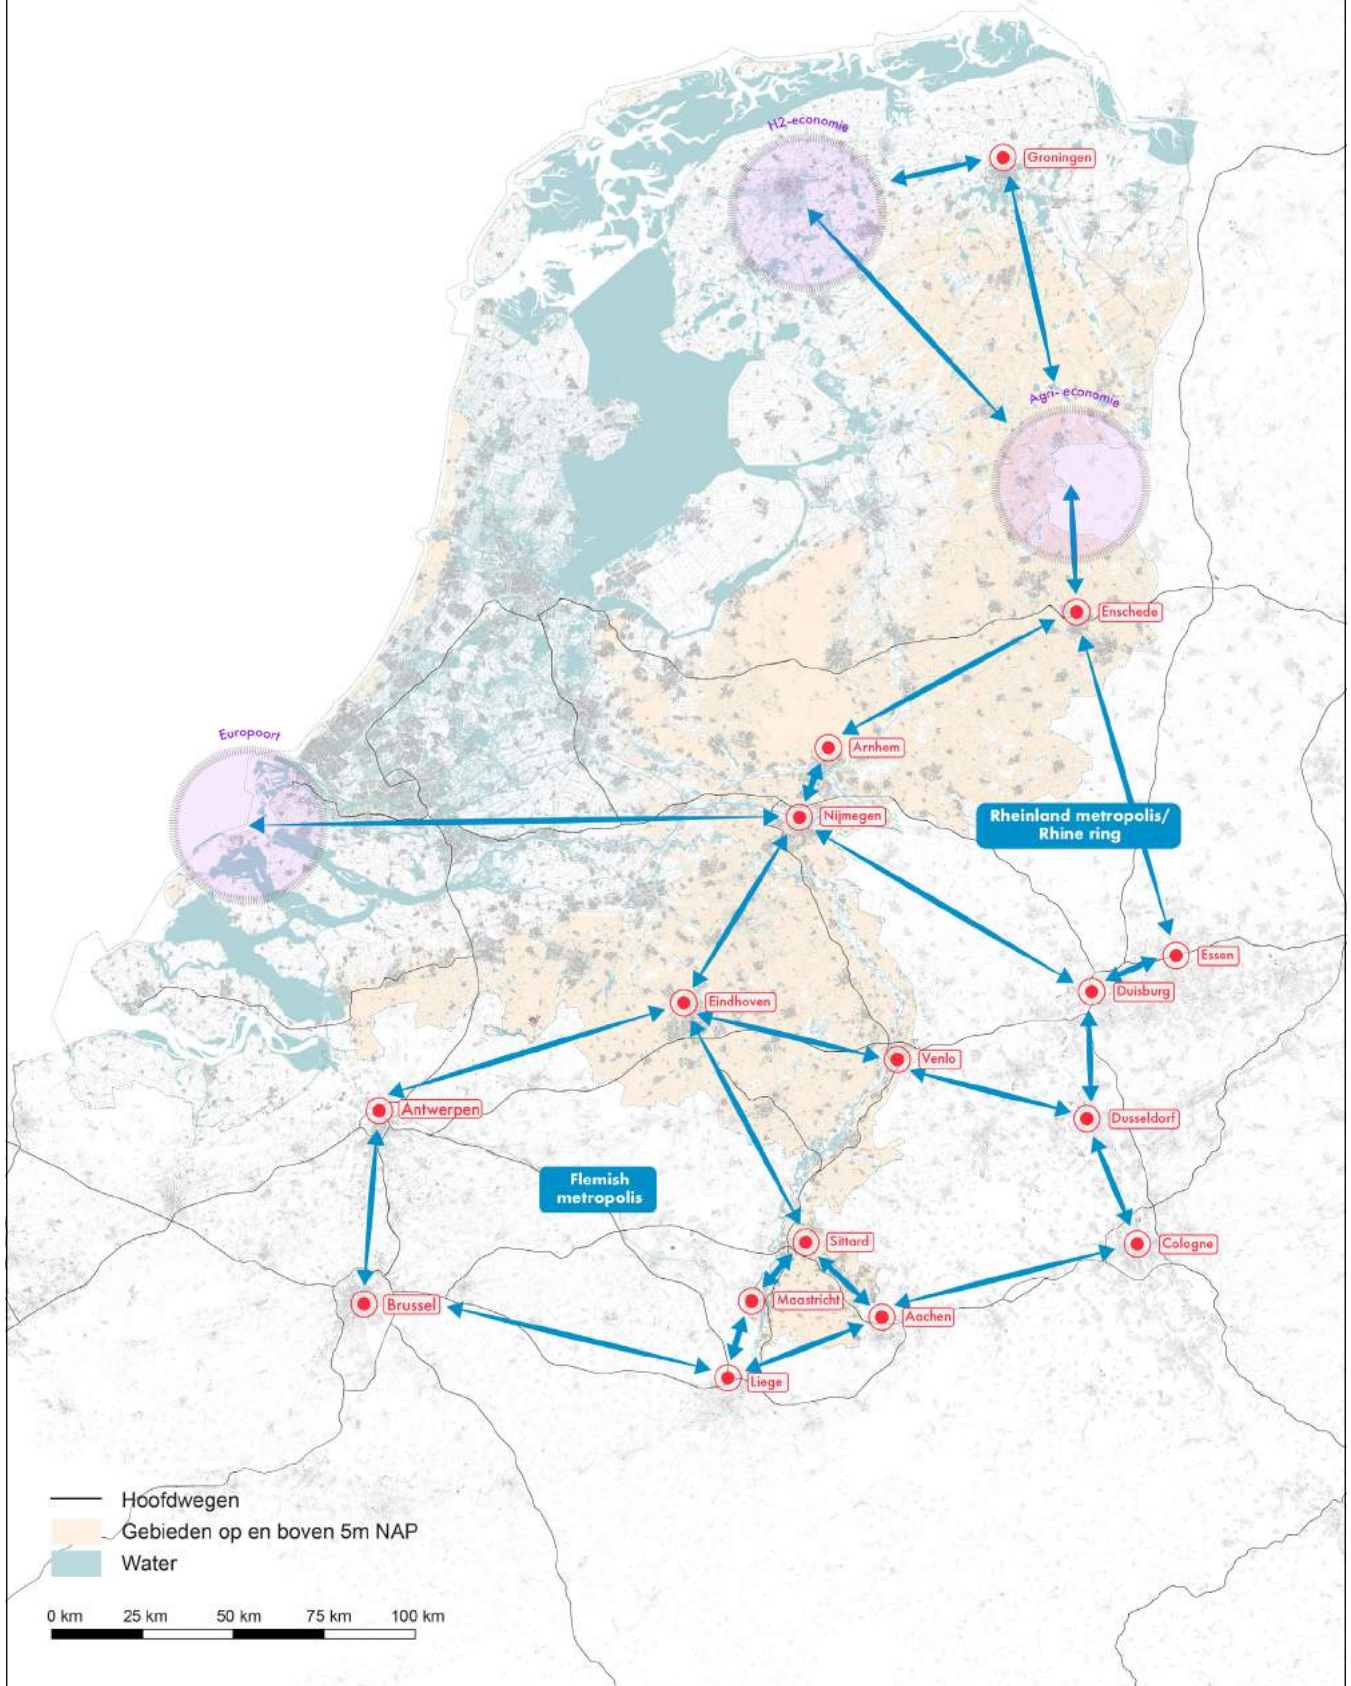 H2-economie
Groningen
Agri- economie
Enschede
Europoort
Arnhem
Nijmegen
Rheinland metropolis/
Rhine ring
Essen
Duisburg
Eindhoven
Venlo
Antwerpen
Dusseldorf
Flemish
metropolis
Sittard
Cologne
Maastricht
Brussel
Aachen
Liege
Hoofdwegen
Gebieden op en boven 5m NAP
Water
0 km 25 km 50 km 75 km 100 km